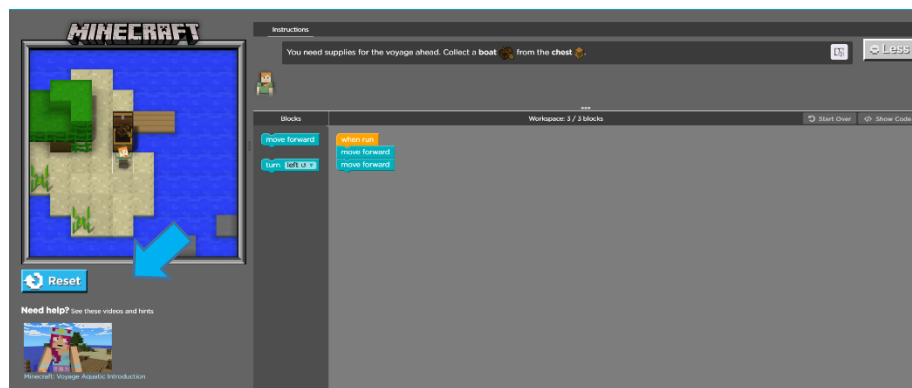 MINECRAFT
Instructions
You need supplies for the voyage ahead. Collect a boat from the chest .
Less
Blocks
Workspace: 3 / 3 blocks
Start Over
Show Code
move forward
when run
move forward
turn left ↺ ▾
move forward
Reset
Need help? See these videos and hints
Minecraft: Voyage Aquatic Introduction